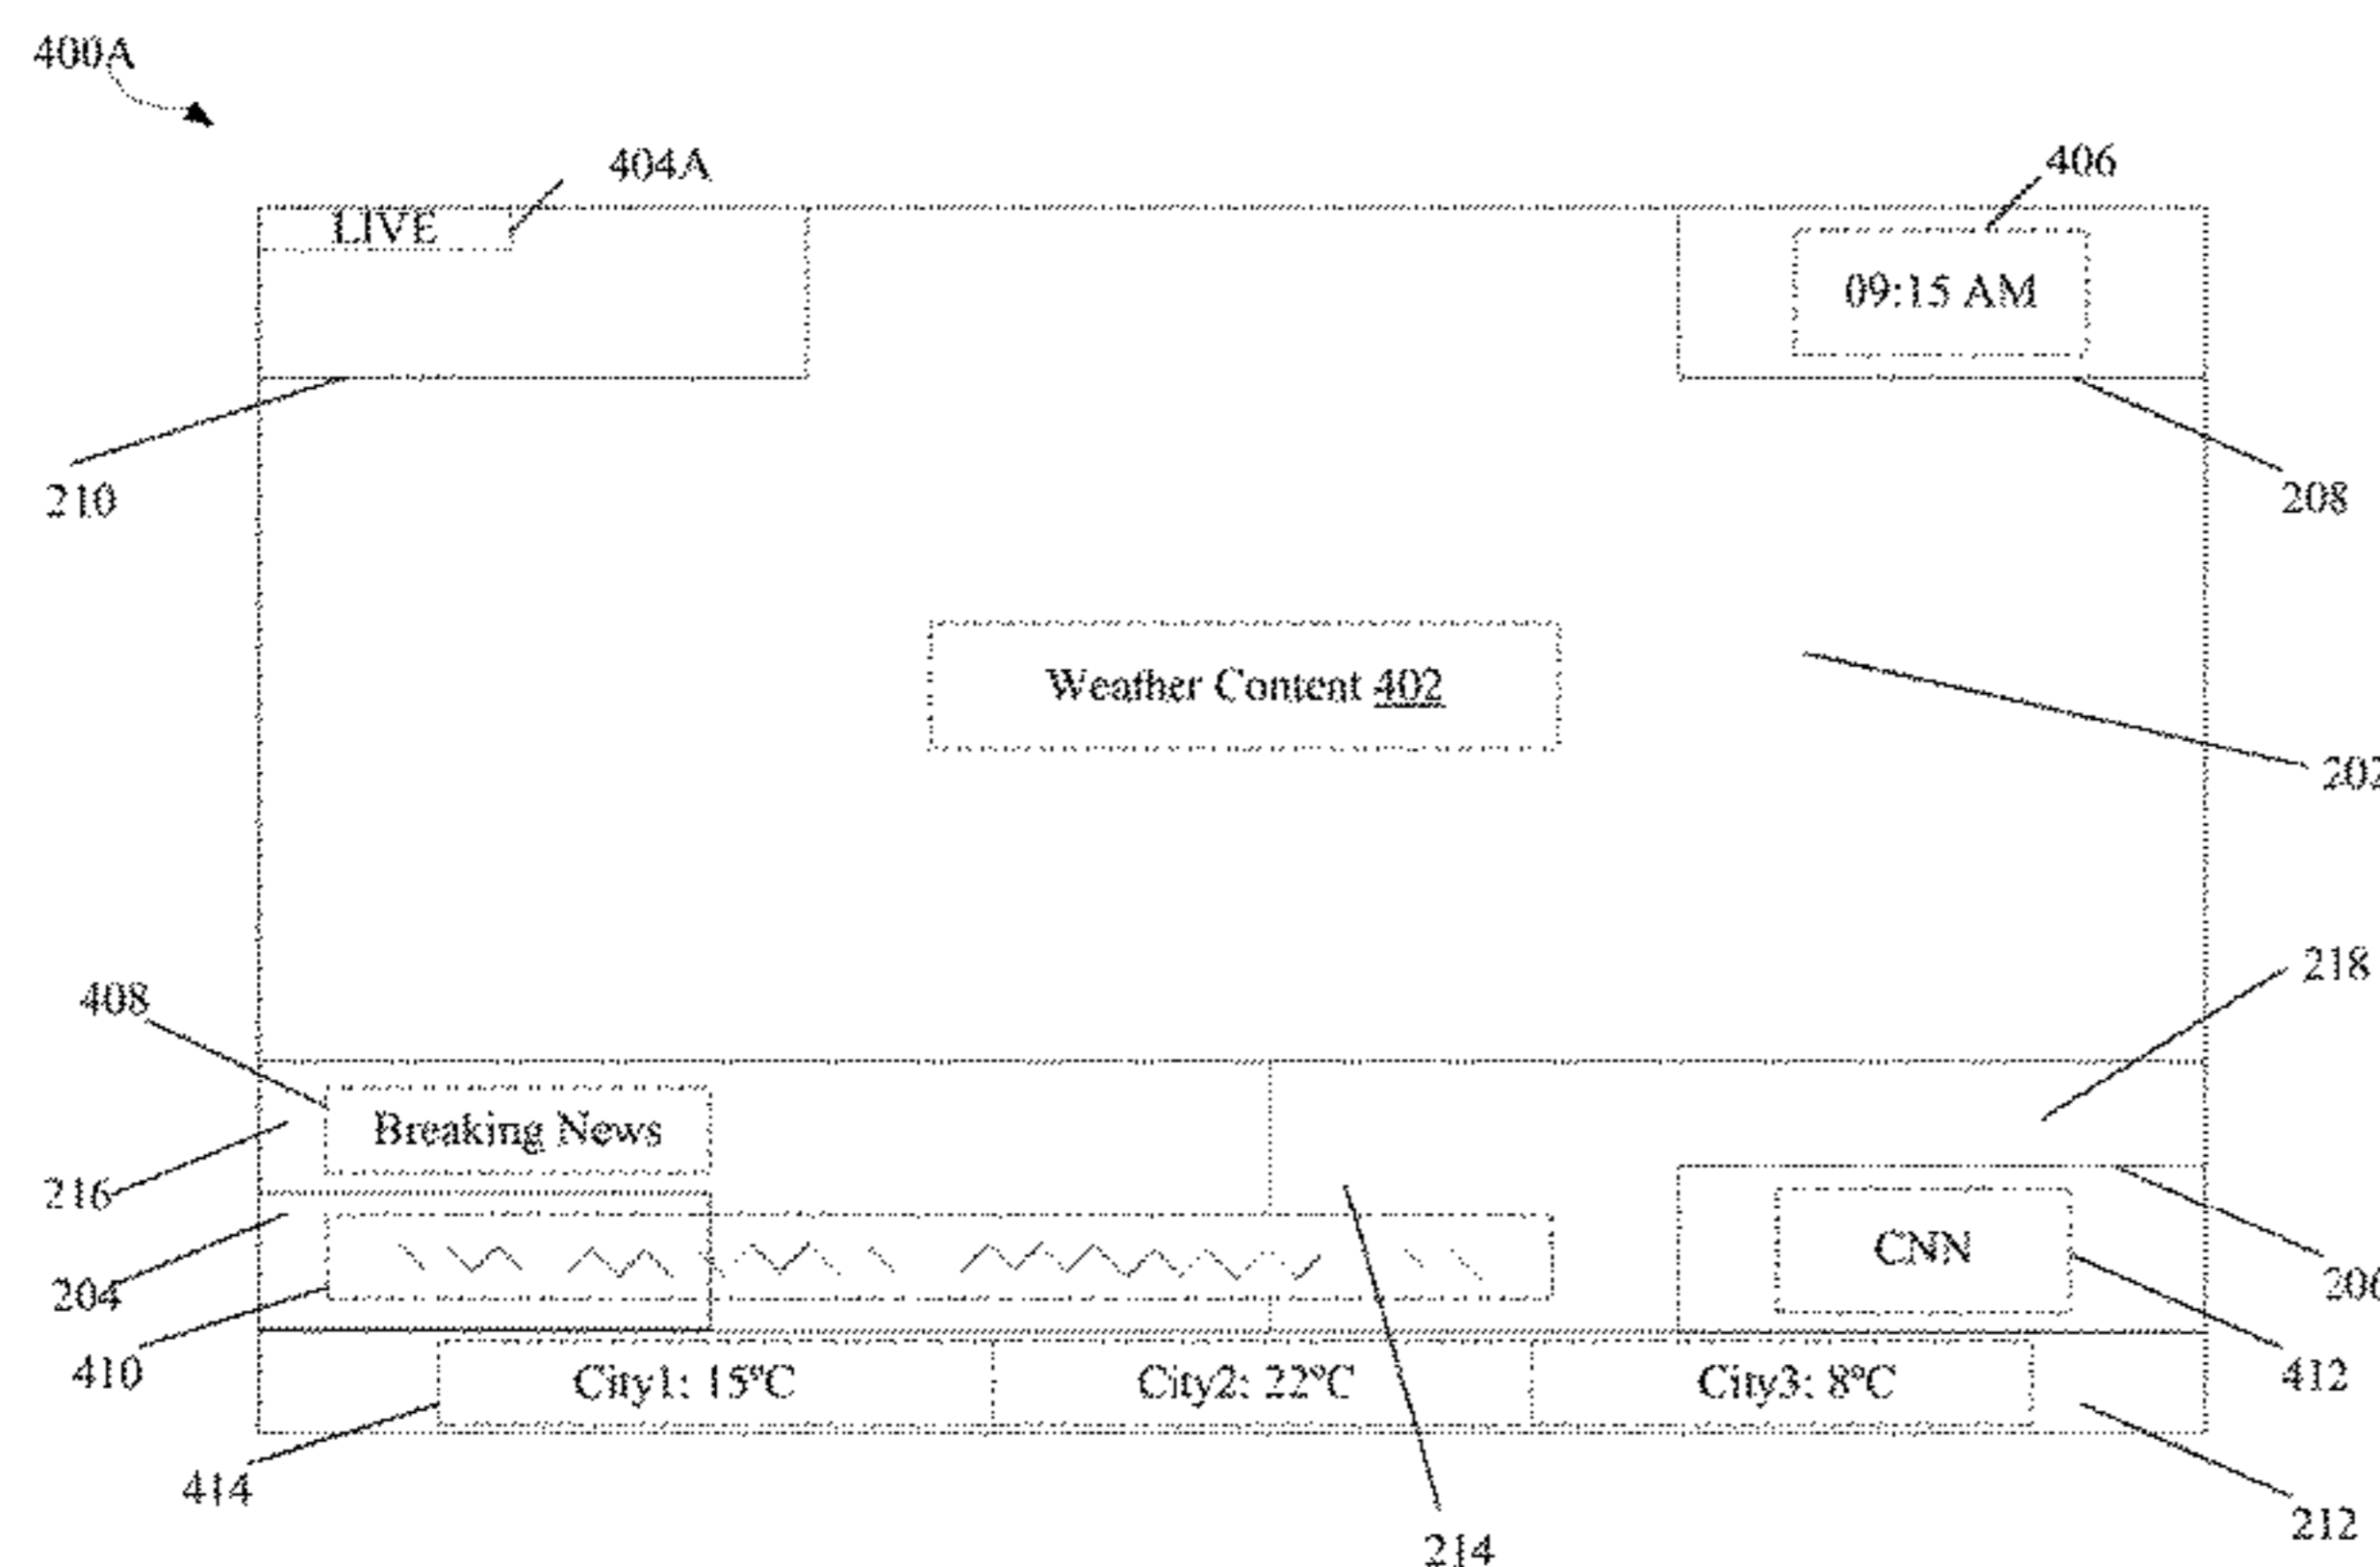 400A
404A
406
LIVE
09:15 AM
210
208
Weather Content 402
202
218
408
Breaking News
216
CNN
204
206
410
412
City1: 15°C City2: 22°C City3: 8°C
414
212
214